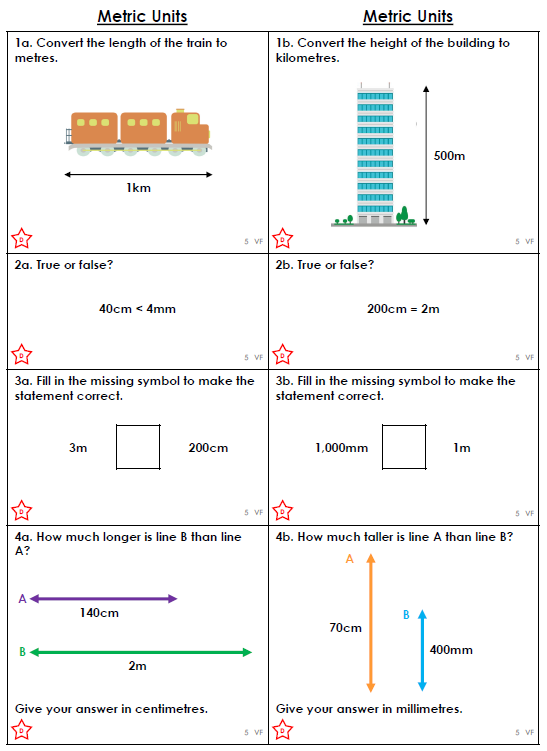 Metric Units
Metric Units
1a. Convert the length of the train to
metres.
1km
D
5 VF
1b. Convert the height of the building to
kilometres.
500m
D
5 VF
2a. True or false?
40cm < 4mm
D
5 VF
2b. True or false?
200cm = 2m
D
5 VF
3a. Fill in the missing symbol to make the
statement correct.
3m 200cm
D
5 VF
3b. Fill in the missing symbol to make the
statement correct.
1,000mm 1m
D
5 VF
4a. How much longer is line B than line
A?
A
140cm
B
2m
Give your answer in centimetres.
D
5 VF
4b. How much taller is line A than line B?
A
B
70cm
400mm
Give your answer in millimetres.
D
5 VF